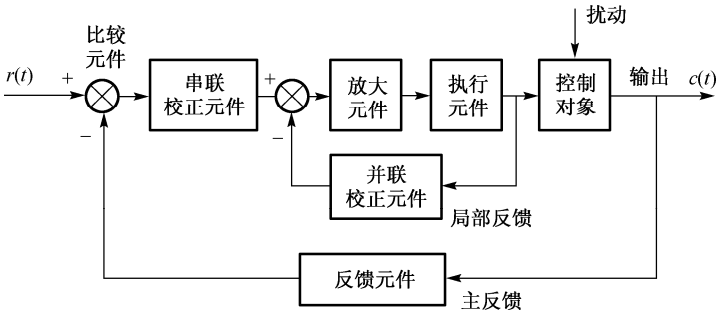 扰动
比较
元件
r(t)
+
串联
校正元件
+
放大
元件
执行
元件
控制
对象
输出
c(t)
−
−
并联
校正元件
局部反馈
反馈元件
主反馈